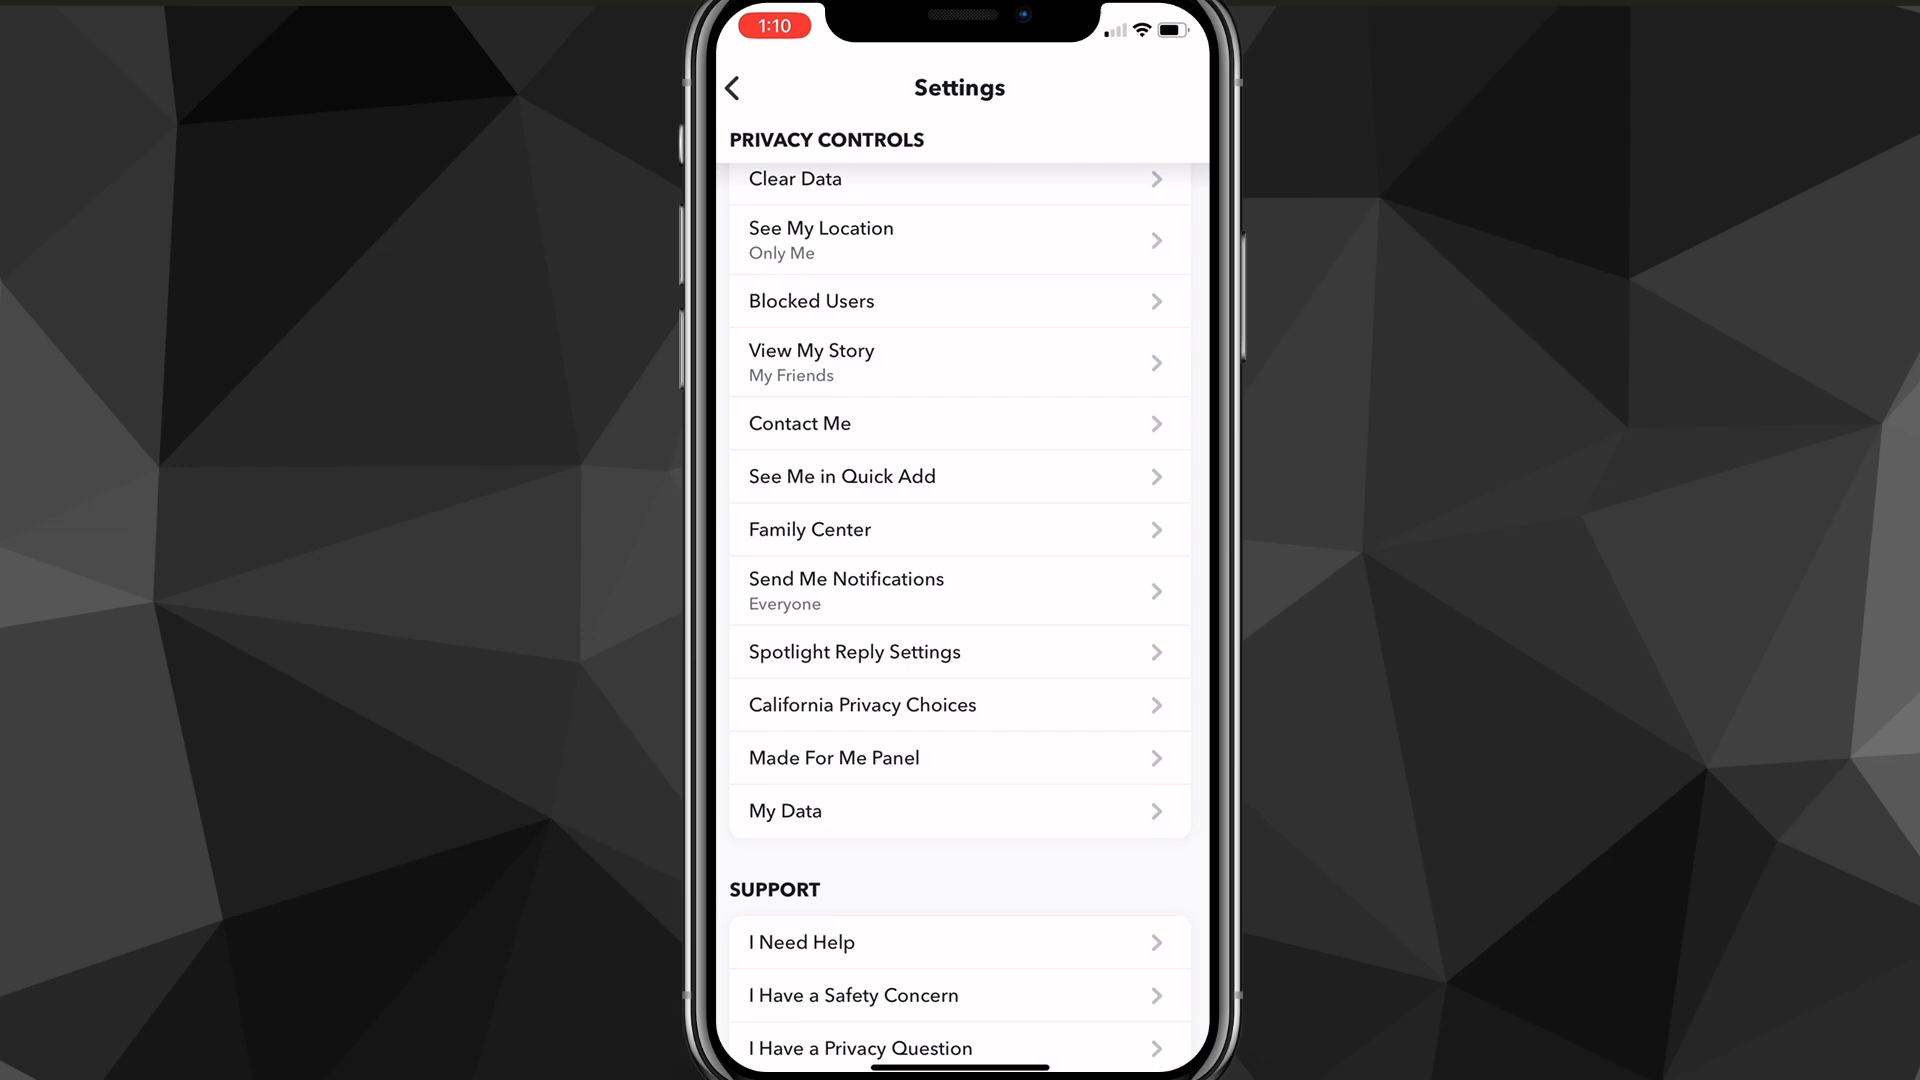 1:10
Settings
PRIVACY CONTROLS
Clear Data
See My Location
Only Me
Blocked Users
View My Story
My Friends
Contact Me
See Me in Quick Add
Family Center
Send Me Notifications
Everyone
Spotlight Reply Settings
California Privacy Choices
Made For Me Panel
My Data
SUPPORT
I Need Help
I Have a Safety Concern
I Have a Privacy Question